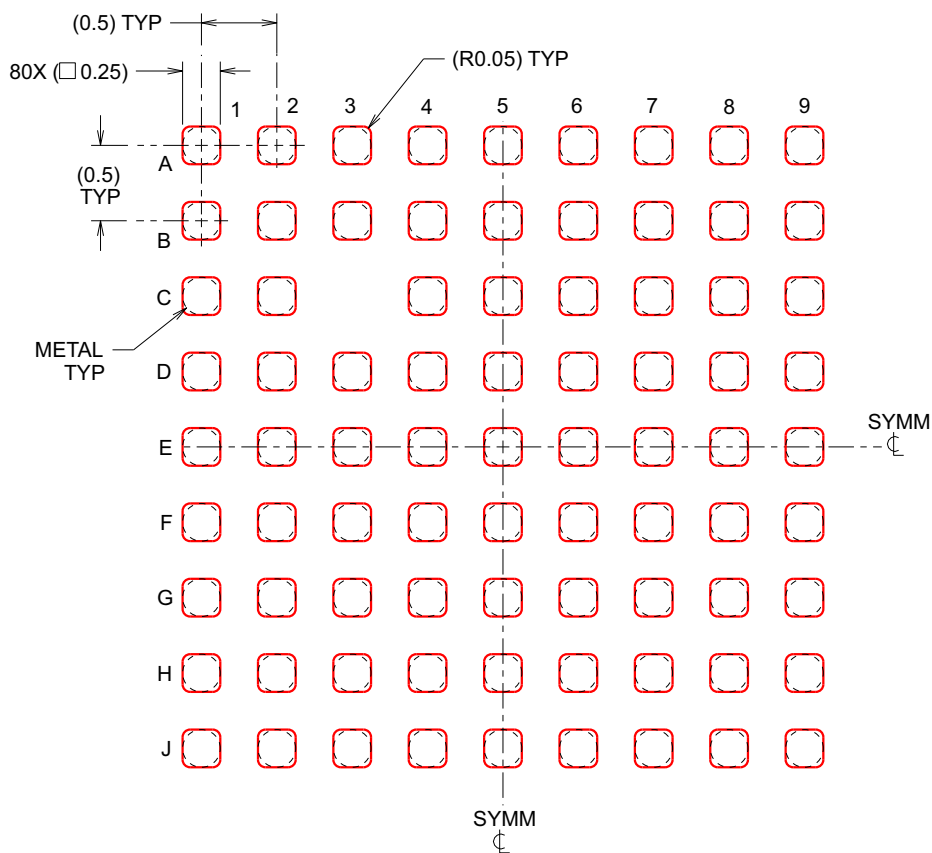 (0.5) TYP
80X (□ 0.25)
(R0.05) TYP
1 2 3 4 5 6 7 8 9
A
(0.5)
TYP
B
C
METAL
TYP
D
E
SYMM
℄
F
G
H
J
SYMM
℄